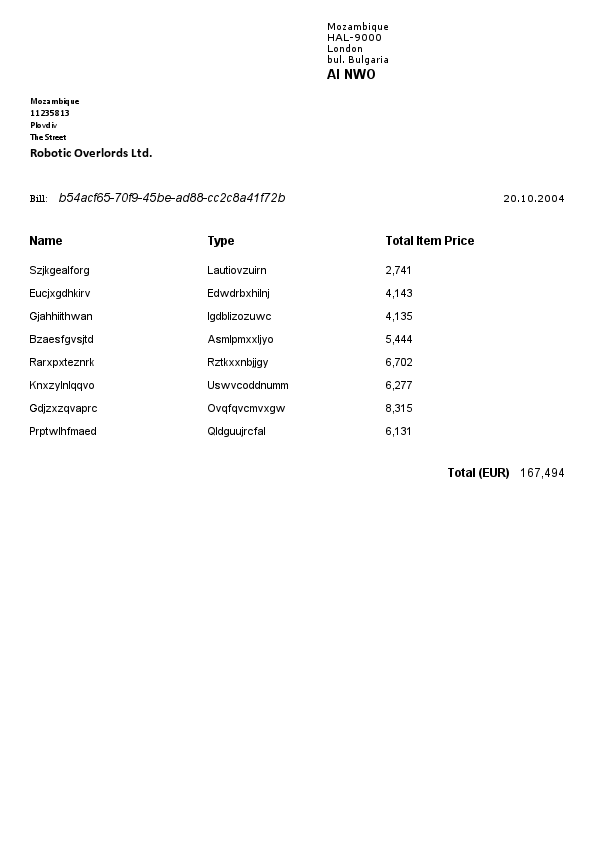 Mozambique
HAL-9000
London
bul. Bulgaria
AI NWO
Mozambique
11235813
Plovdiv
The Street
Robotic Overlords Ltd.
Bill: b54acf65-70f9-45be-ad88-cc2c8a41f72b 20.10.2004
Name Type Total Item Price
Szjkgealforg Lautiovzuirn 2,741
Eucjxgdhkirv Edwdrbxhilnj 4,143
Gjahhiithwan Igdblizozuwc 4,135
Bzaesfgvsjtd Asmlpmxxljyo 5,444
Rarxpxteznrk Rztkxxnbjjgy 6,702
Knxzylnlqqvo Uswvcoddnumm 6,277
Gdjzxzqvaprc Ovqfqvcmvxgw 8,315
Prptwlhfmaed Qldguujrcfal 6,131
Total (EUR) 167,494